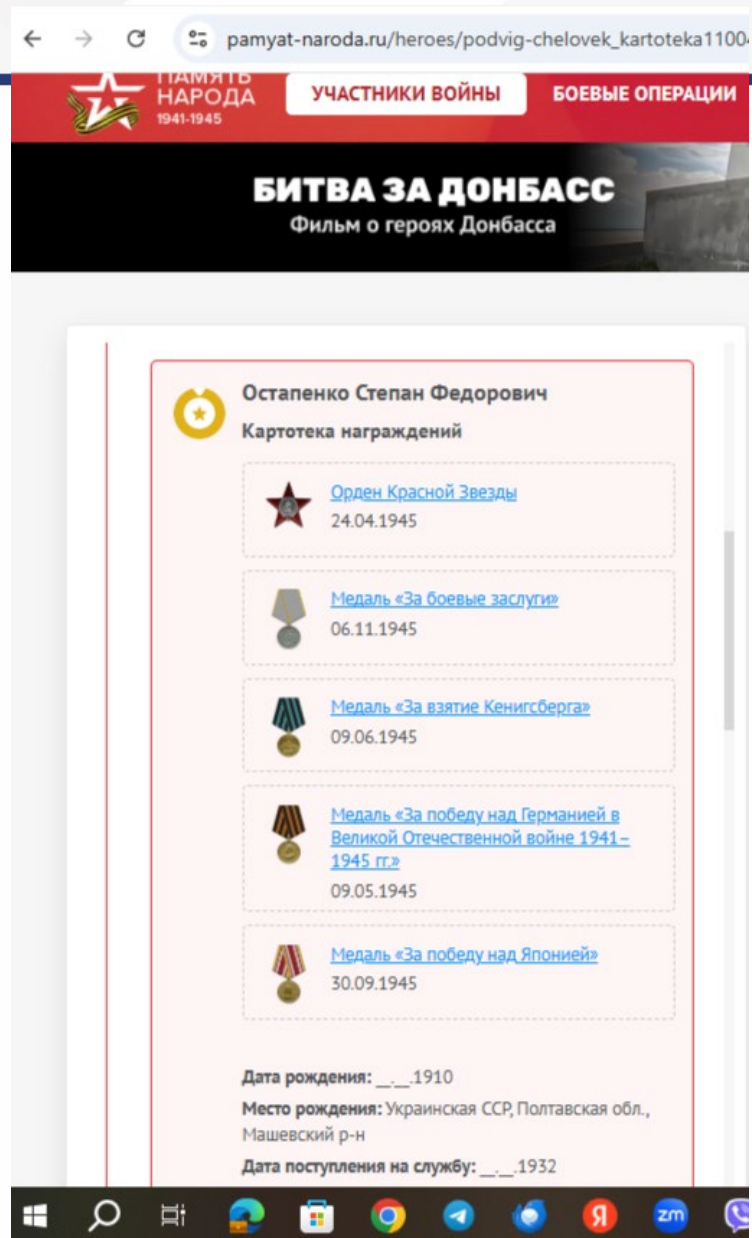 pamyat-naroda.ru/heroes/podvig-chelovek_kartoteka1100
ПАМЯТЬ
НАРОДА
1941-1945
УЧАСТНИКИ ВОЙНЫ
БОЕВЫЕ ОПЕРАЦИИ
БИТВА ЗА ДОНБАСС
Фильм о героях Донбасса
Остапенко Степан Федорович
Картотека награждений
Орден Красной Звезды
24.04.1945
Медаль «За боевые заслуги»
06.11.1945
Медаль «За взятие Кенигсберга»
09.06.1945
Медаль «За победу над Германией в
Великой Отечественной войне 1941–
1945 гг.»
09.05.1945
Медаль «За победу над Японией»
30.09.1945
Дата рождения: __.__.1910
Место рождения: Украинская ССР, Полтавская обл.,
Машевский р-н
Дата поступления на службу: __.__.1932
Я
zm